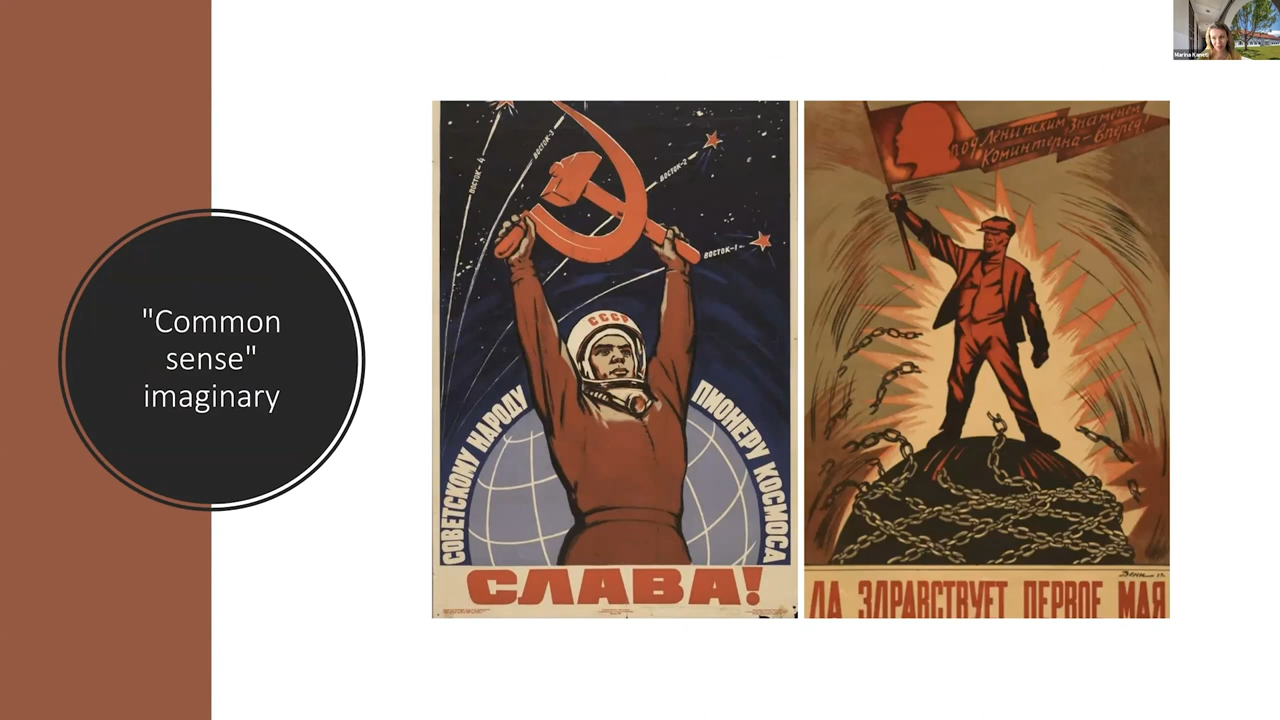 "Common
sense"
imaginary
ВОСТОК-4
ВОСТОК-3
ВОСТОК-2
ВОСТОК-1
СССР
СОВЕТСКОМУ НАРОДУ
ПИОНЕРУ КОСМОСА
СЛАВА!
под Ленинским знаменем
Коминтерна-вперед!
ДА ЗДРАВСТВУЕТ ПЕРВОЕ МАЯ
Marina